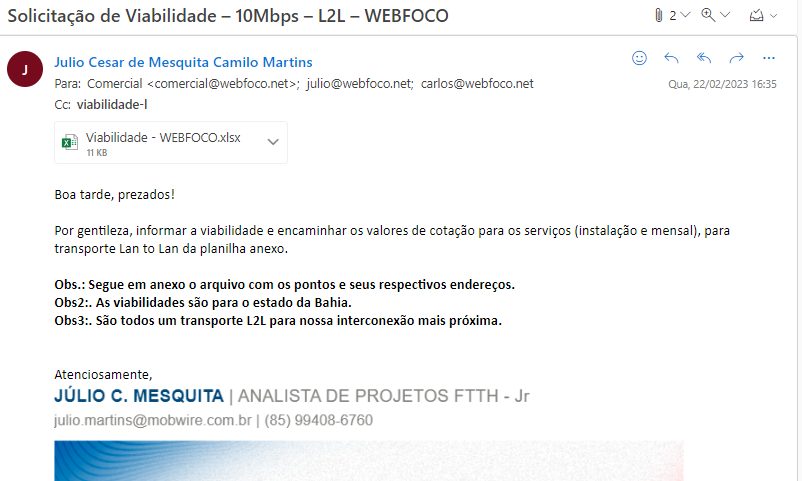 Solicitação de Viabilidade – 10Mbps – L2L – WEBFOCO
2
J
Julio Cesar de Mesquita Camilo Martins
Para: Comercial <comercial@webfoco.net>; julio@webfoco.net; carlos@webfoco.net
Qua, 22/02/2023 16:35
Cc: viabilidade-l
Viabilidade - WEBFOCO.xlsx
11 KB
Boa tarde, prezados!
Por gentileza, informar a viabilidade e encaminhar os valores de cotação para os serviços (instalação e mensal), para
transporte Lan to Lan da planilha anexo.
Obs.: Segue em anexo o arquivo com os pontos e seus respectivos endereços.
Obs2:. As viabilidades são para o estado da Bahia.
Obs3:. São todos um transporte L2L para nossa interconexão mais próxima.
Atenciosamente,
JÚLIO C. MESQUITA | ANALISTA DE PROJETOS FTTH - Jr
julio.martins@mobwire.com.br | (85) 99408-6760